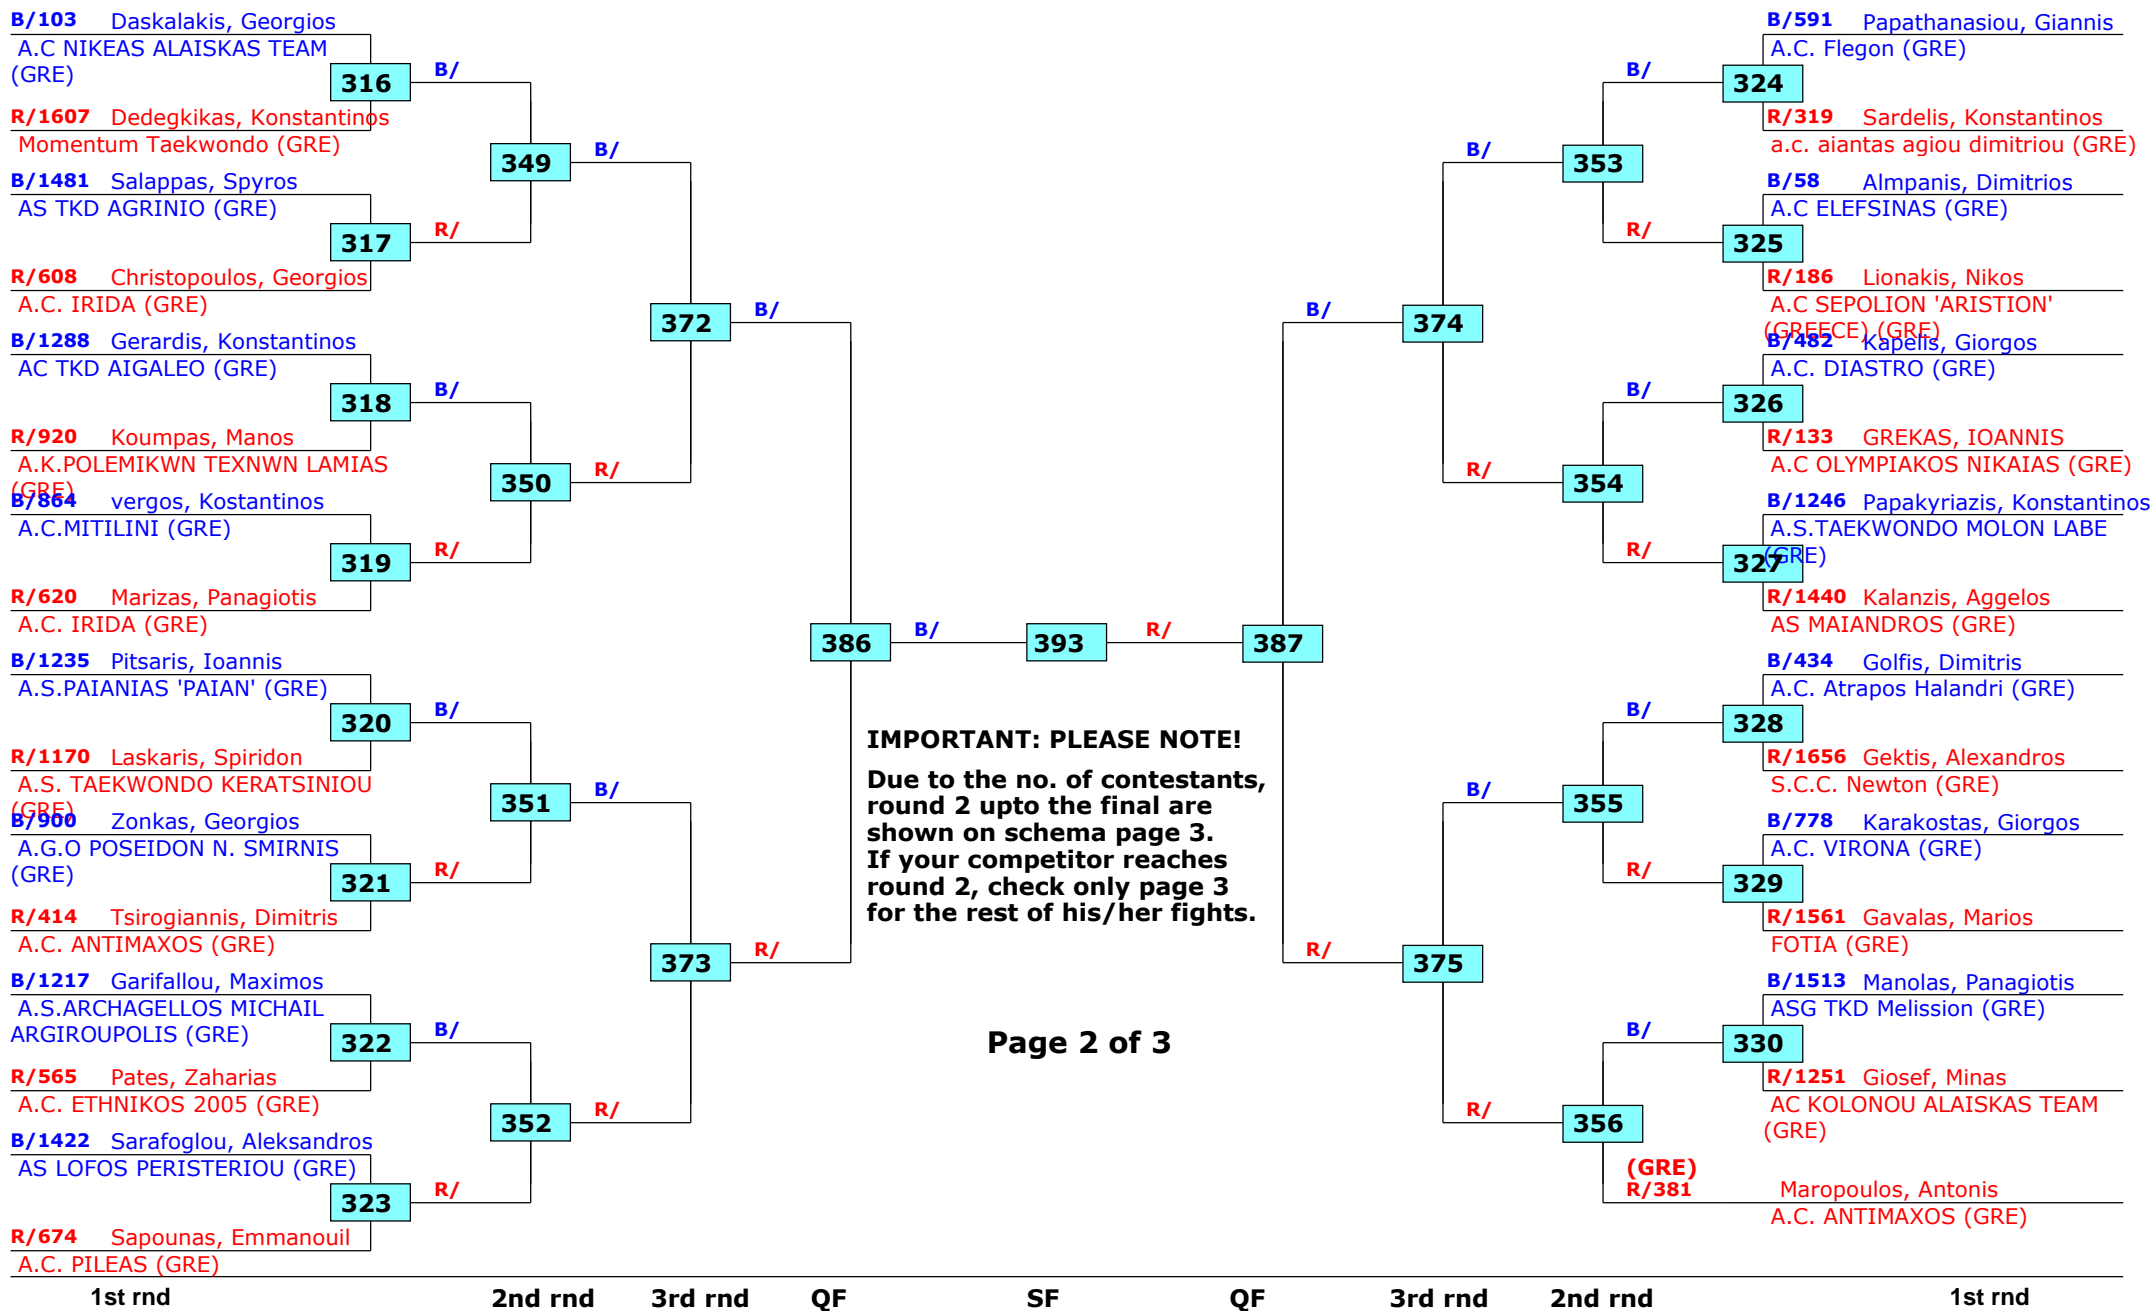 B/103 Daskalakis, Georgios
A.C NIKEAS ALAISKAS TEAM
(GRE)
316
B/
R/1607 Dedegkikas, Konstantinos
Momentum Taekwondo (GRE)
349
B/
B/1481 Salappas, Spyros
AS TKD AGRINIO (GRE)
317
R/
R/608 Christopoulos, Georgios
A.C. IRIDA (GRE)
372
B/
B/1288 Gerardis, Konstantinos
AC TKD AIGALEO (GRE)
318
B/
R/920 Koumpas, Manos
A.K.POLEMIKWN TEXNWN LAMIAS
(GRE)
350
R/
B/864 vergos, Kostantinos
A.C.MITILINI (GRE)
319
R/
R/620 Marizas, Panagiotis
A.C. IRIDA (GRE)
386
B/
393
R/
387
B/1235 Pitsaris, Ioannis
A.S.PAIANIAS 'PAIAN' (GRE)
320
B/
R/1170 Laskaris, Spiridon
A.S. TAEKWONDO KERATSINIOU
(GRE)
351
B/
B/900 Zonkas, Georgios
A.G.O POSEIDON N. SMIRNIS
(GRE)
321
R/
R/414 Tsirogiannis, Dimitris
A.C. ANTIMAXOS (GRE)
373
R/
B/1217 Garifallou, Maximos
A.S.ARCHAGELLOS MICHAIL
ARGIROUPOLIS (GRE)
322
B/
R/565 Pates, Zaharias
A.C. ETHNIKOS 2005 (GRE)
352
R/
B/1422 Sarafoglou, Aleksandros
AS LOFOS PERISTERIOU (GRE)
323
R/
R/674 Sapounas, Emmanouil
A.C. PILEAS (GRE)
IMPORTANT: PLEASE NOTE!
Due to the no. of contestants,
round 2 upto the final are
shown on schema page 3.
If your competitor reaches
round 2, check only page 3
for the rest of his/her fights.
Page 2 of 3
B/591 Papathanasiou, Giannis
A.C. Flegon (GRE)
B/
324
R/319 Sardelis, Konstantinos
a.c. aiantas agiou dimitriou (GRE)
B/
353
B/58 Almpanis, Dimitrios
A.C ELEFSINAS (GRE)
R/
325
R/186 Lionakis, Nikos
A.C SEPOLION 'ARISTION'
(GREECE) (GRE)
B/
374
B/482 Kapelis, Giorgos
A.C. DIASTRO (GRE)
B/
326
R/133 GREKAS, IOANNIS
A.C OLYMPIAKOS NIKAIAS (GRE)
R/
354
B/1246 Papakyriazis, Konstantinos
A.S.TAEKWONDO MOLON LABE
(GRE)
R/
327
R/1440 Kalanzis, Aggelos
AS MAIANDROS (GRE)
B/434 Golfis, Dimitris
A.C. Atrapos Halandri (GRE)
B/
328
R/1656 Gektis, Alexandros
S.C.C. Newton (GRE)
B/
355
B/778 Karakostas, Giorgos
A.C. VIRONA (GRE)
R/
329
R/1561 Gavalas, Marios
FOTIA (GRE)
R/
375
B/1513 Manolas, Panagiotis
ASG TKD Melission (GRE)
B/
330
R/1251 Giosef, Minas
AC KOLONOU ALAISKAS TEAM
(GRE)
R/
356
(GRE)
R/381 Maropoulos, Antonis
A.C. ANTIMAXOS (GRE)
1st rnd 2nd rnd 3rd rnd QF SF QF 3rd rnd 2nd rnd 1st rnd